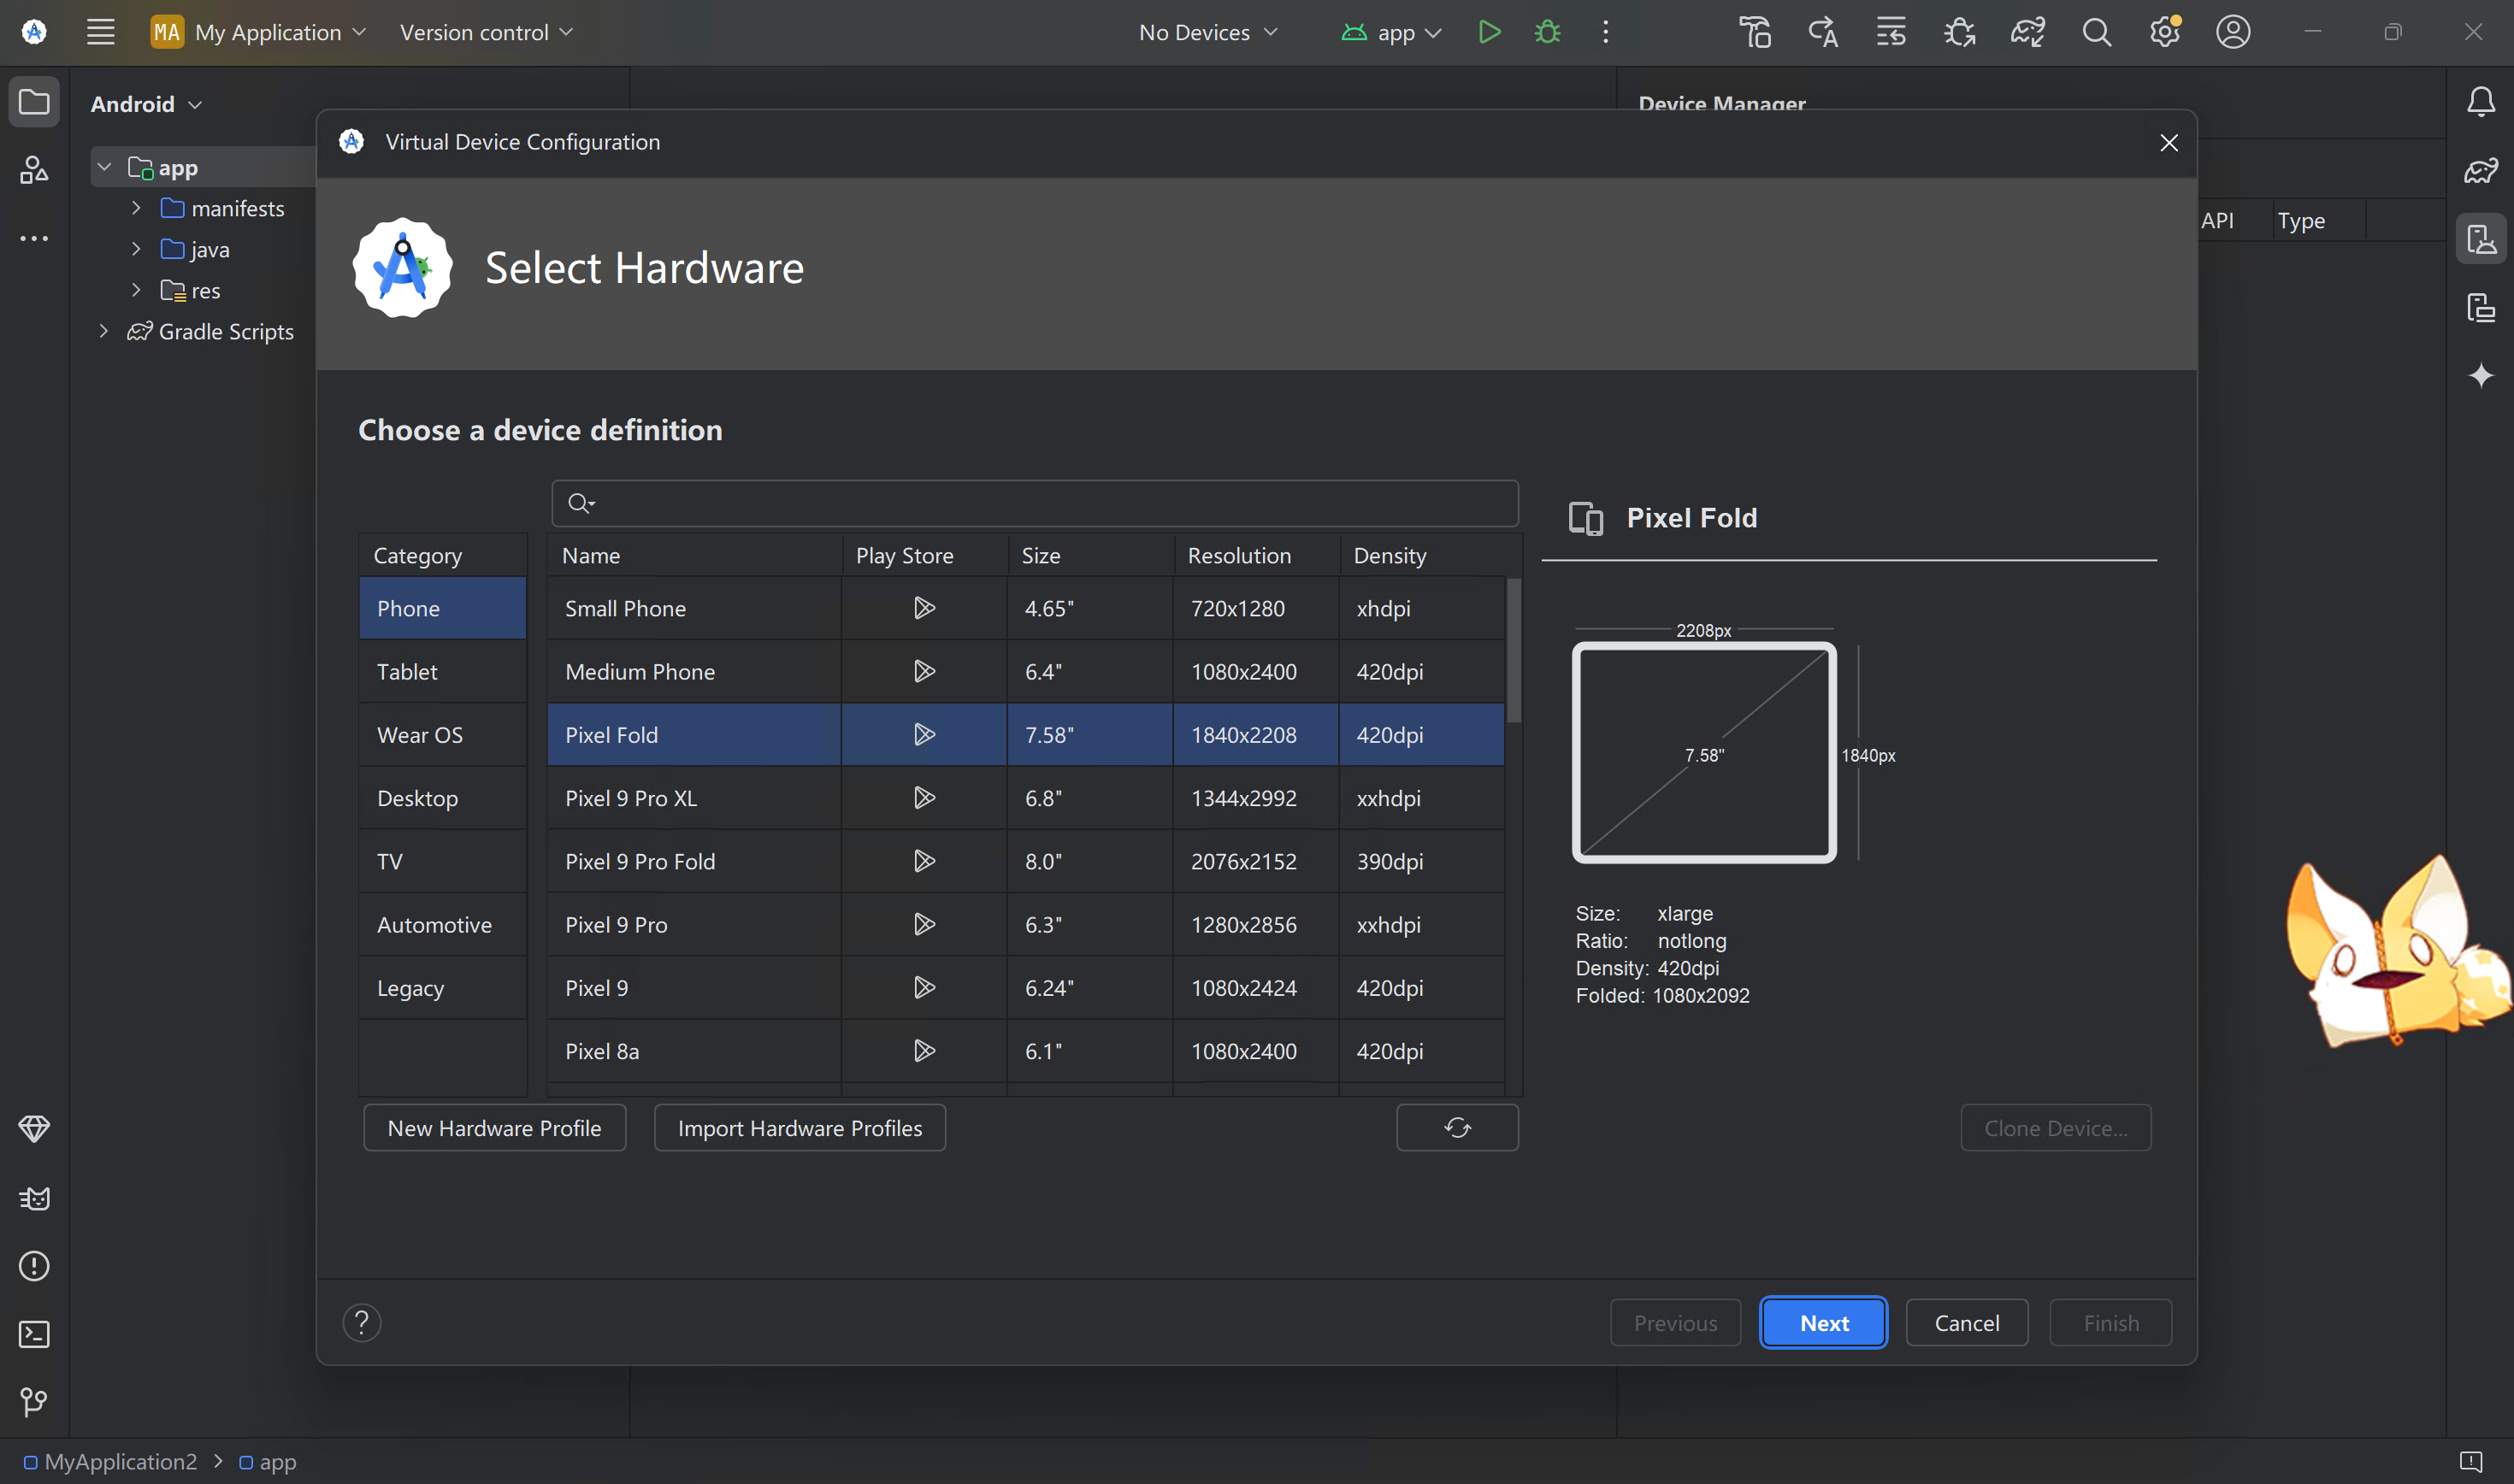 MA My Application Version control No Devices app
Android
Device Manager
app
manifests
java
res
Gradle Scripts
API Type
Virtual Device Configuration
Select Hardware
Choose a device definition
Category
Phone
Tablet
Wear OS
Desktop
TV
Automotive
Legacy
Name Play Store Size Resolution Density
Small Phone 4.65" 720x1280 xhdpi
Medium Phone 6.4" 1080x2400 420dpi
Pixel Fold 7.58" 1840x2208 420dpi
Pixel 9 Pro XL 6.8" 1344x2992 xxhdpi
Pixel 9 Pro Fold 8.0" 2076x2152 390dpi
Pixel 9 Pro 6.3" 1280x2856 xxhdpi
Pixel 9 6.24" 1080x2424 420dpi
Pixel 8a 6.1" 1080x2400 420dpi
Pixel Fold
2208px
7.58"
1840px
Size: xlarge
Ratio: notlong
Density: 420dpi
Folded: 1080x2092
New Hardware Profile Import Hardware Profiles Clone Device...
? Previous Next Cancel Finish
MyApplication2 > app